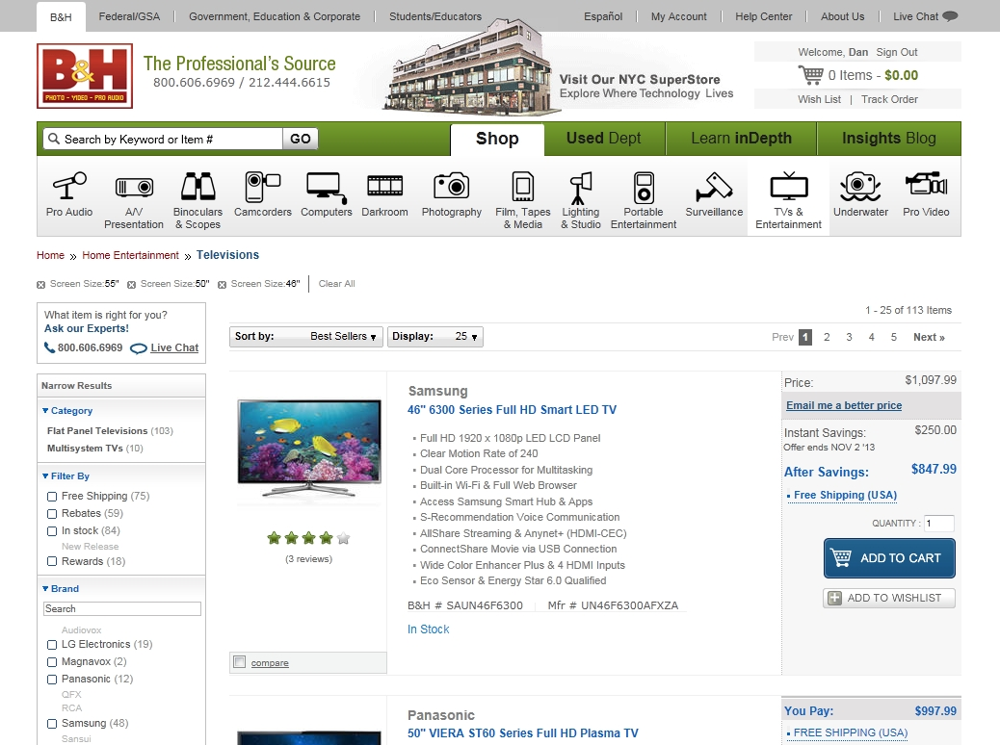 B&H
Federal/GSA
Government, Education & Corporate
Students/Educators
Español
My Account
Help Center
About Us
Live Chat
B&H
PHOTO - VIDEO - PRO AUDIO
The Professional's Source
800.606.6969 / 212.444.6615
Visit Our NYC SuperStore
Explore Where Technology Lives
Welcome, Dan Sign Out
0 Items - $0.00
Wish List | Track Order
Search by Keyword or Item #
GO
Shop
Used Dept
Learn inDepth
Insights Blog
Pro Audio
A/V
Presentation
Binoculars
& Scopes
Camcorders
Computers
Darkroom
Photography
Film, Tapes
& Media
Lighting
& Studio
Portable
Entertainment
Surveillance
TVs &
Entertainment
Underwater
Pro Video
Home » Home Entertainment » Televisions
Screen Size:55" Screen Size:50" Screen Size:46" Clear All
What item is right for you?
Ask our Experts!
800.606.6969 Live Chat
Narrow Results
Category
Flat Panel Televisions (103)
Multisystem TVs (10)
Filter By
Free Shipping (75)
Rebates (59)
In stock (84)
New Release
Rewards (18)
Brand
Search
Audiovox
LG Electronics (19)
Magnavox (2)
Panasonic (12)
QFX
RCA
Samsung (48)
Sansui
1 - 25 of 113 Items
Sort by: Best Sellers
Display: 25
Prev 1 2 3 4 5 Next »
Samsung
46" 6300 Series Full HD Smart LED TV
Full HD 1920 x 1080p LED LCD Panel
Clear Motion Rate of 240
Dual Core Processor for Multitasking
Built-in Wi-Fi & Full Web Browser
Access Samsung Smart Hub & Apps
S-Recommendation Voice Communication
AllShare Streaming & Anynet+ (HDMI-CEC)
ConnectShare Movie via USB Connection
Wide Color Enhancer Plus & 4 HDMI Inputs
Eco Sensor & Energy Star 6.0 Qualified
B&H # SAUN46F6300 Mfr # UN46F6300AFXZA
In Stock
(3 reviews)
compare
Price: $1,097.99
Email me a better price
Instant Savings: $250.00
Offer ends NOV 2 '13
After Savings: $847.99
Free Shipping (USA)
QUANTITY : 1
ADD TO CART
ADD TO WISHLIST
Panasonic
50" VIERA ST60 Series Full HD Plasma TV
You Pay: $997.99
FREE SHIPPING (USA)